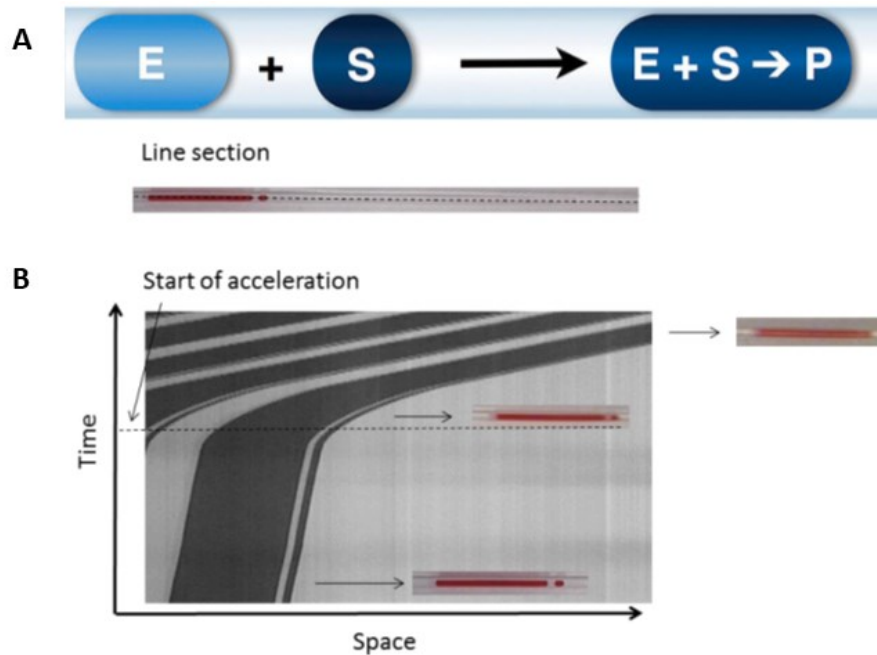 A
E + S E + S → P
Line section
B
Start of acceleration
Time
Space